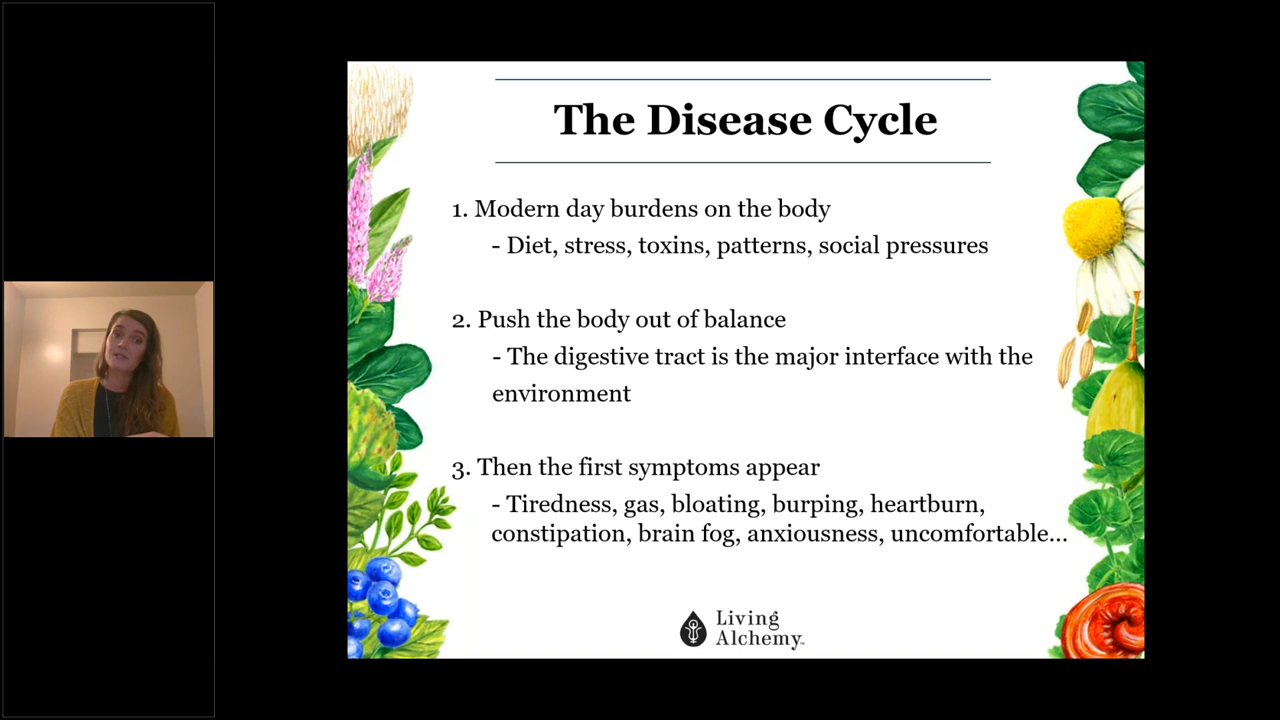 The Disease Cycle
1. Modern day burdens on the body
- Diet, stress, toxins, patterns, social pressures
2. Push the body out of balance
- The digestive tract is the major interface with the
environment
3. Then the first symptoms appear
- Tiredness, gas, bloating, burping, heartburn,
constipation, brain fog, anxiousness, uncomfortable...
Living
Alchemy™